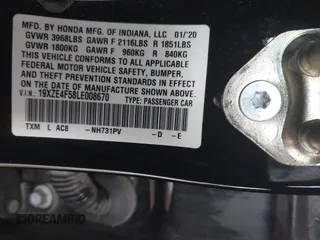 MFD. BY HONDA MFG. OF INDIANA, LLC 01/'20
GVWR 3968LBS GAWR F 2116LBS R 1851LBS
GVWR 1800KG GAWR F 960KG R 840KG
THIS VEHICLE CONFORMS TO ALL APPLICABLE
FEDERAL MOTOR VEHICLE SAFETY, BUMPER,
AND THEFT PREVENTION STANDARDS IN EFFECT
ON THE DATE OF MANUFACTURE SHOWN ABOVE.
V.I.N.: 19XZE4F58LE008670 TYPE: PASSENGER CAR
TXM L AC8 -NH731PV -D -E
DREAMBID